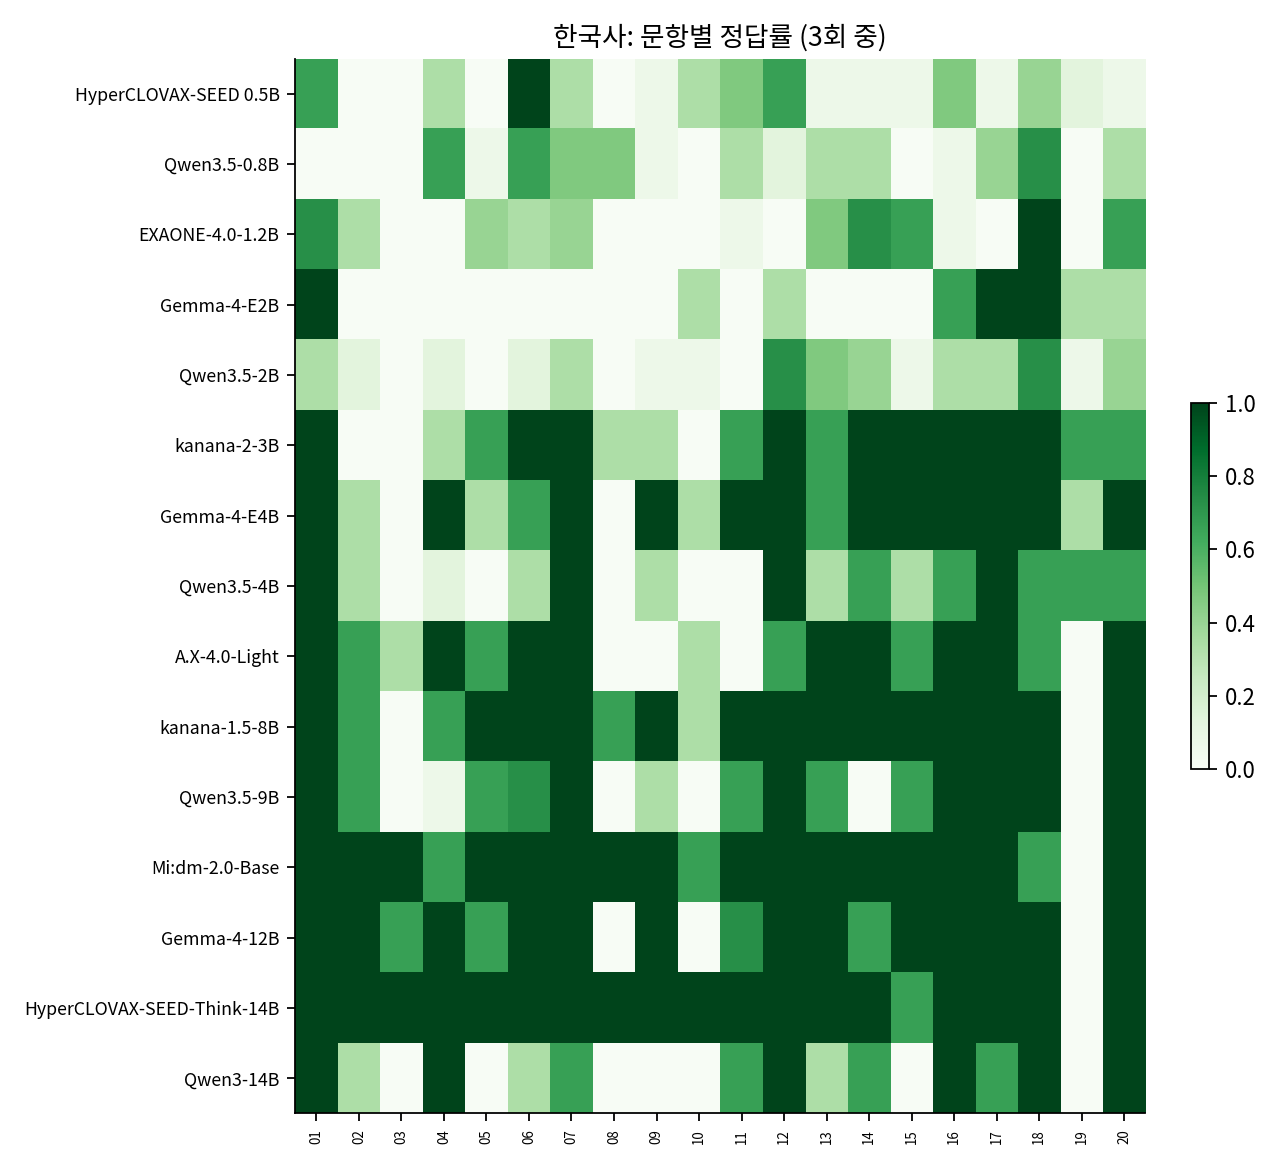 한국사: 문항별 정답률 (3회 중)
HyperCLOVAX-SEED 0.5B
Qwen3.5-0.8B
EXAONE-4.0-1.2B
Gemma-4-E2B
Qwen3.5-2B
kanana-2-3B
Gemma-4-E4B
Qwen3.5-4B
A.X-4.0-Light
kanana-1.5-8B
Qwen3.5-9B
Mi:dm-2.0-Base
Gemma-4-12B
HyperCLOVAX-SEED-Think-14B
Qwen3-14B
01 02 03 04 05 06 07 08 09 10 11 12 13 14 15 16 17 18 19 20
1.0
0.8
0.6
0.4
0.2
0.0